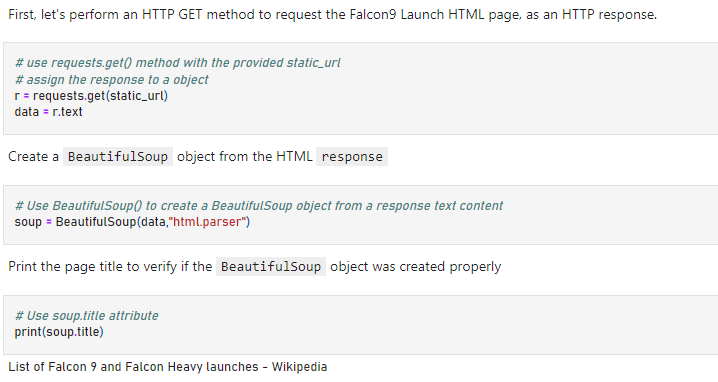 First, let's perform an HTTP GET method to request the Falcon9 Launch HTML page, as an HTTP response.
# use requests.get() method with the provided static_url
# assign the response to a object
r = requests.get(static_url)
data = r.text
Create a BeautifulSoup object from the HTML response
# Use BeautifulSoup() to create a BeautifulSoup object from a response text content
soup = BeautifulSoup(data,"html.parser")
Print the page title to verify if the BeautifulSoup object was created properly
# Use soup.title attribute
print(soup.title)
List of Falcon 9 and Falcon Heavy launches - Wikipedia